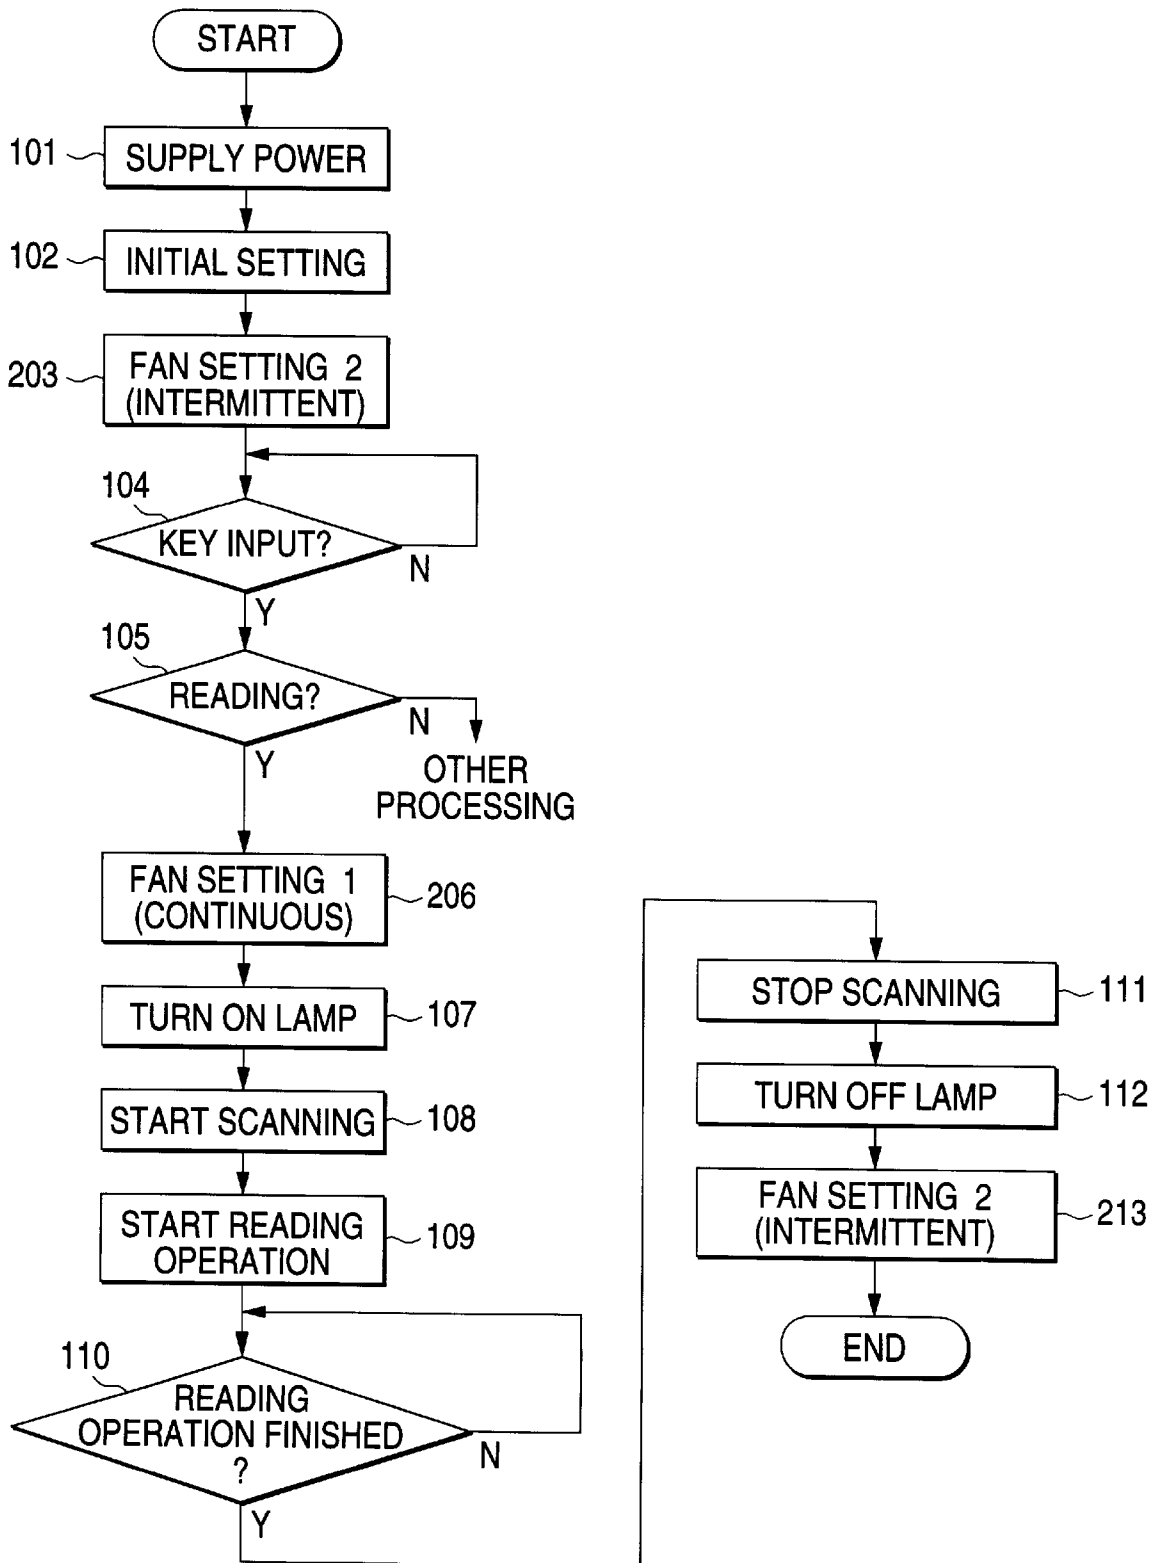 START
101
SUPPLY POWER
102
INITIAL SETTING
203
FAN SETTING 2
(INTERMITTENT)
104
KEY INPUT?
N
Y
105
READING?
N
Y
OTHER
PROCESSING
FAN SETTING 1
(CONTINUOUS)
206
TURN ON LAMP
107
START SCANNING
108
START READING
OPERATION
109
110
READING
OPERATION FINISHED
?
N
Y
STOP SCANNING
111
TURN OFF LAMP
112
FAN SETTING 2
(INTERMITTENT)
213
END